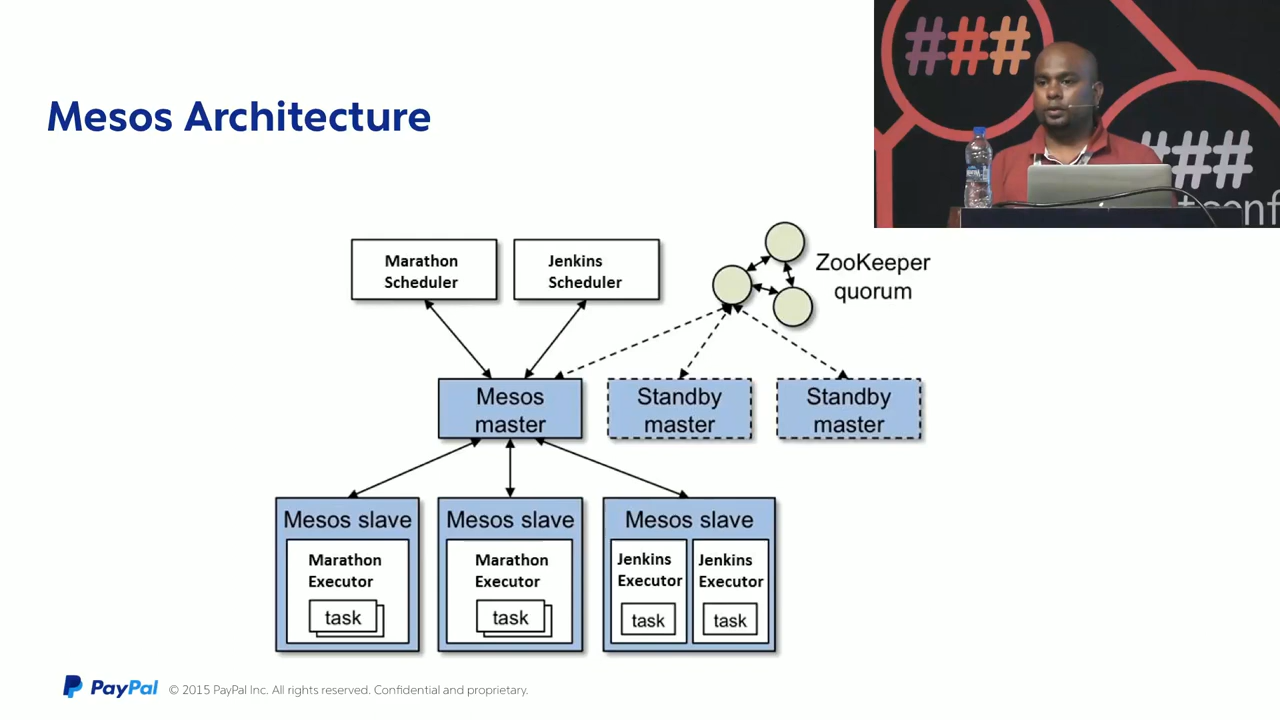 Mesos Architecture
###
###
Marathon
Scheduler
Jenkins
Scheduler
ZooKeeper
quorum
Mesos
master
Standby
master
Standby
master
Mesos slave
Marathon
Executor
task
Mesos slave
Marathon
Executor
task
Mesos slave
Jenkins
Executor
task
Jenkins
Executor
task
PayPal © 2015 PayPal Inc. All rights reserved. Confidential and proprietary.